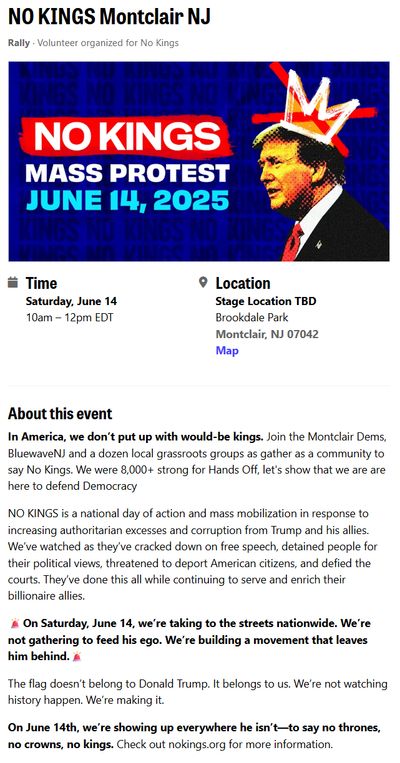 NO KINGS Montclair NJ
Rally · Volunteer organized for No Kings
NO KINGS
MASS PROTEST
JUNE 14, 2025
Time
Saturday, June 14
10am – 12pm EDT
Location
Stage Location TBD
Brookdale Park
Montclair, NJ 07042
Map
About this event
In America, we don’t put up with would-be kings. Join the Montclair Dems,
BluewaveNJ and a dozen local grassroots groups as gather as a community to
say No Kings. We were 8,000+ strong for Hands Off, let's show that we are are
here to defend Democracy
NO KINGS is a national day of action and mass mobilization in response to
increasing authoritarian excesses and corruption from Trump and his allies.
We’ve watched as they’ve cracked down on free speech, detained people for
their political views, threatened to deport American citizens, and defied the
courts. They’ve done this all while continuing to serve and enrich their
billionaire allies.
🚨On Saturday, June 14, we’re taking to the streets nationwide. We’re
not gathering to feed his ego. We’re building a movement that leaves
him behind.🚨
The flag doesn’t belong to Donald Trump. It belongs to us. We’re not watching
history happen. We’re making it.
On June 14th, we’re showing up everywhere he isn’t—to say no thrones,
no crowns, no kings. Check out nokings.org for more information.